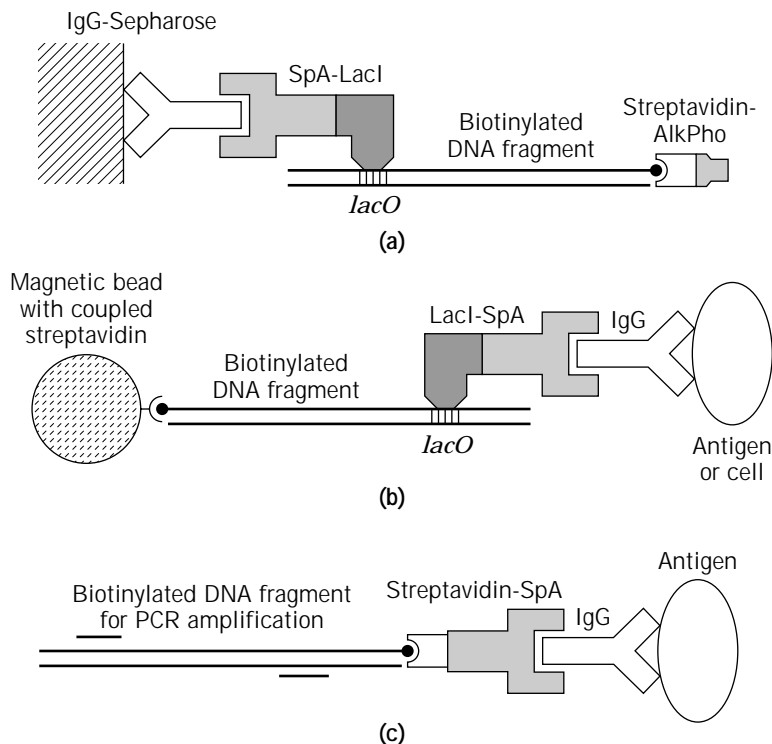 IgG-Sepharose
SpA-LacI
Biotinylated
DNA fragment
Streptavidin-
AlkPho
lacO
(a)
Magnetic bead
with coupled
streptavidin
Biotinylated
DNA fragment
LacI-SpA
IgG
lacO
Antigen
or cell
(b)
Biotinylated DNA fragment
for PCR amplification
Streptavidin-SpA
IgG
Antigen
(c)